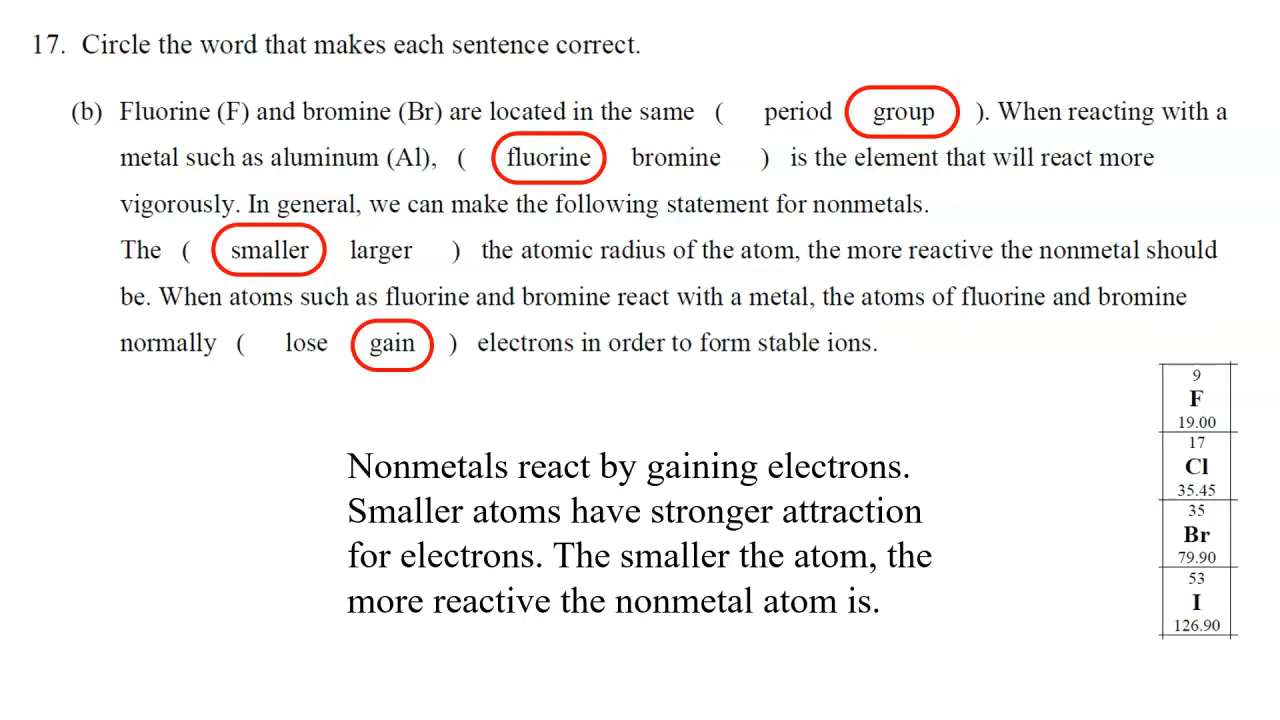 17. Circle the word that makes each sentence correct.
(b) Fluorine (F) and bromine (Br) are located in the same ( period group ). When reacting with a
metal such as aluminum (Al), ( fluorine bromine ) is the element that will react more
vigorously. In general, we can make the following statement for nonmetals.
The ( smaller larger ) the atomic radius of the atom, the more reactive the nonmetal should
be. When atoms such as fluorine and bromine react with a metal, the atoms of fluorine and bromine
normally ( lose gain ) electrons in order to form stable ions.
Nonmetals react by gaining electrons.
Smaller atoms have stronger attraction
for electrons. The smaller the atom, the
more reactive the nonmetal atom is.
9
F
19.00
17
Cl
35.45
35
Br
79.90
53
I
126.90